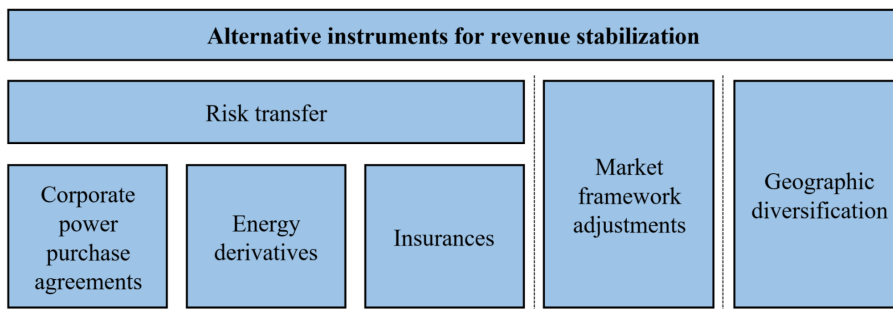 Alternative instruments for revenue stabilization
Risk transfer
Corporate
power
purchase
agreements
Energy
derivatives
Insurances
Market
framework
adjustments
Geographic
diversification